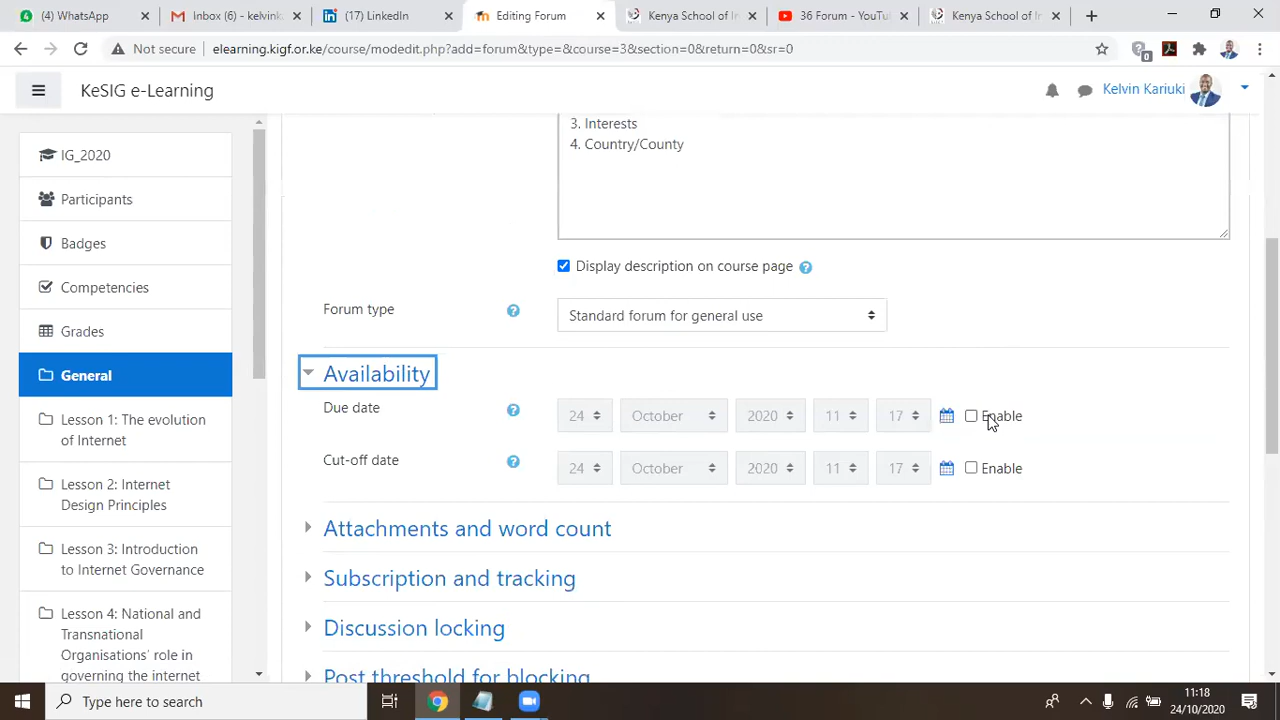 (4) WhatsApp
Inbox (6) - kelvink
(17) LinkedIn
Editing Forum
Kenya School of In
36 Forum - YouTu
Kenya School of In
Not secure
elearning.kigf.or.ke/course/modedit.php?add=forum&type=&course=3&section=0&return=0&sr=0
0
KeSIG e-Learning
Kelvin Kariuki
IG_2020
Participants
Badges
Competencies
Grades
General
Lesson 1: The evolution
of Internet
Lesson 2: Internet
Design Principles
Lesson 3: Introduction
to Internet Governance
Lesson 4: National and
Transnational
Organisations' role in
governing the internet
3. Interests
4. Country/County
Display description on course page
Forum type
Standard forum for general use
Availability
Due date
24 October 2020 11 17 Enable
Cut-off date
24 October 2020 11 17 Enable
Attachments and word count
Subscription and tracking
Discussion locking
Post threshold for blocking
Type here to search
11:18
24/10/2020